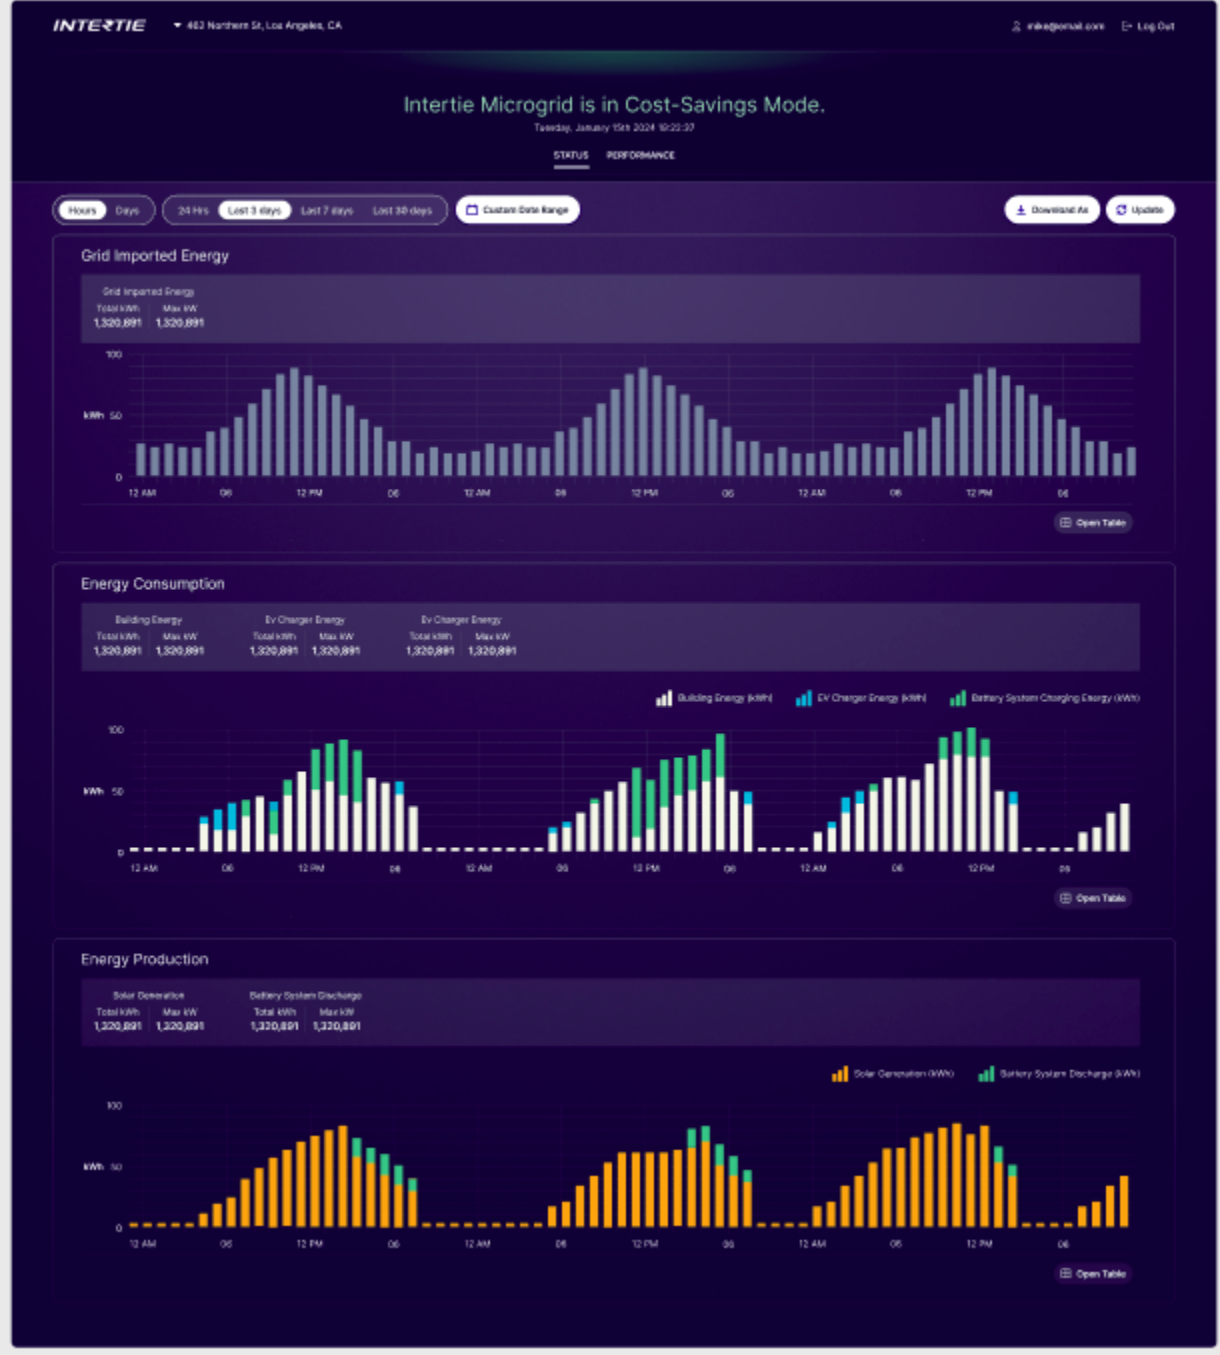 INTERTIE
462 Northern St, Los Angeles, CA
mike@email.com
Log Out
Intertie Microgrid is in Cost-Savings Mode.
Tuesday, January 15th 2024 19:22:37
STATUS PERFORMANCE
Hours Days
24 Hrs Last 3 days Last 7 days Last 30 days
Custom Date Range
Download As
Update
Grid Imported Energy
Grid Imported Energy
Total kWh Max kW
1,320,891 1,320,891
100
kWh 50
0
12 AM 06 12 PM 06 12 AM 06 12 PM 06 12 AM 06 12 PM 06
Open Table
Energy Consumption
Building Energy Ev Charger Energy Ev Charger Energy
Total kWh Max kW Total kWh Max kW Total kWh Max kW
1,320,891 1,320,891 1,320,891 1,320,891 1,320,891 1,320,891
Building Energy (kWh) EV Charger Energy (kWh) Battery System Charging Energy (kWh)
100
kWh 50
0
12 AM 06 12 PM 06 12 AM 06 12 PM 06 12 AM 06 12 PM 06
Open Table
Energy Production
Solar Generation Battery System Discharge
Total kWh Max kW Total kWh Max kW
1,320,891 1,320,891 1,320,891 1,320,891
Solar Generation (kWh) Battery System Discharge (kWh)
100
kWh 50
0
12 AM 06 12 PM 06 12 AM 06 12 PM 06 12 AM 06 12 PM 06
Open Table